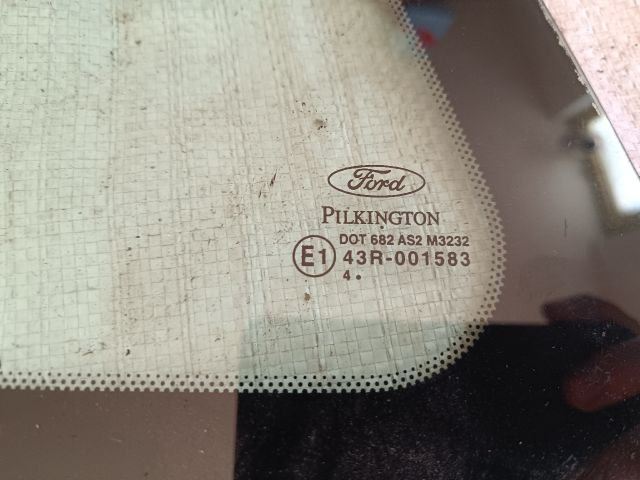 Ford
PILKINGTON
DOT 682 AS2 M3232
E1 43R-001583
4 •